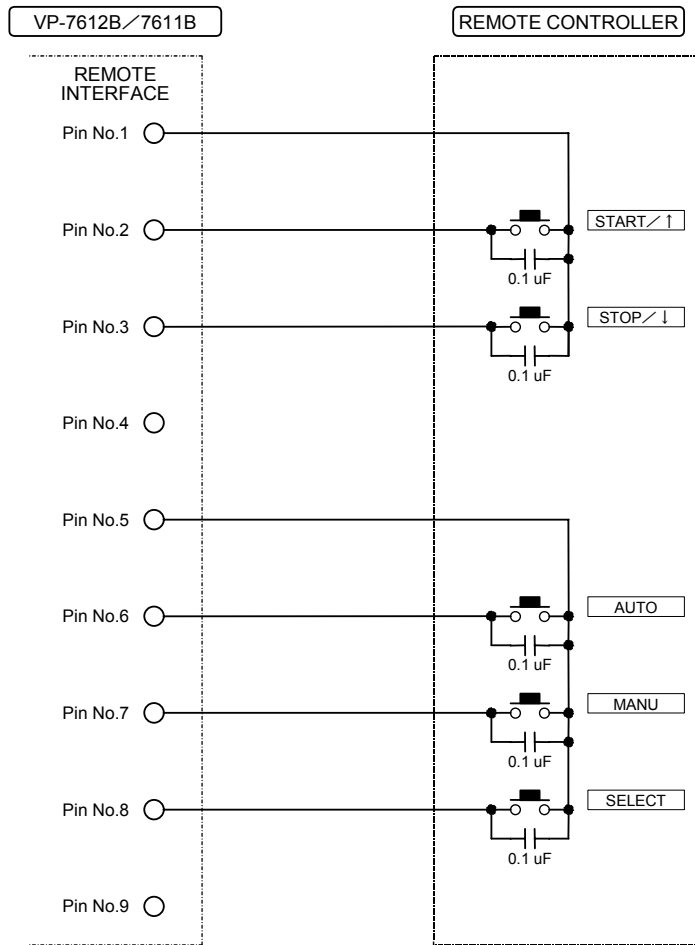 VP-7612B／7611B
REMOTE CONTROLLER
REMOTE
INTERFACE
Pin No.1
Pin No.2
START／↑
0.1 uF
Pin No.3
STOP／↓
0.1 uF
Pin No.4
Pin No.5
Pin No.6
AUTO
0.1 uF
Pin No.7
MANU
0.1 uF
Pin No.8
SELECT
0.1 uF
Pin No.9